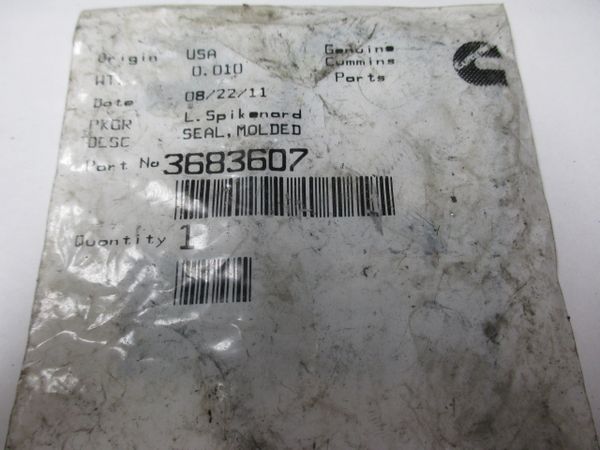 Origin USA
Genuine
Cummins
Parts
WT. 0.010
Date 08/22/11
PKGR L.Spikenard
DESC SEAL, MOLDED
Part No 3683607
Quantity 1